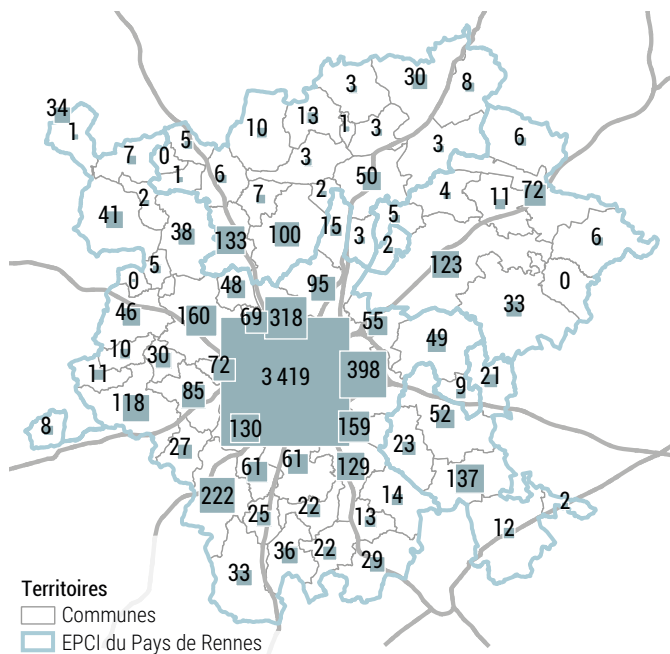 3 30 8
34 1
10 13 1 3
7 0 5
1 6 3 3 6
50
2 7 2 4 11 72
41 38 133 100 15 3 5 2 6
123
5 0 48 95 0
33
46 160 69 318 55
49
10 30 72 3 419 398
11 9 21
118 85
8 130 159 52
27 23
61 61 129 137
222 14
25 22 13 2
12
36 22 29
33
Territoires
Communes
EPCI du Pays de Rennes